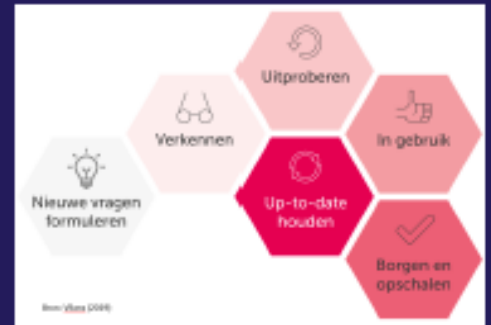 Uitproberen
Verkennen
In gebruik
Nieuwe vragen
formuleren
Up-to-date
houden
Borgen en
opschalen